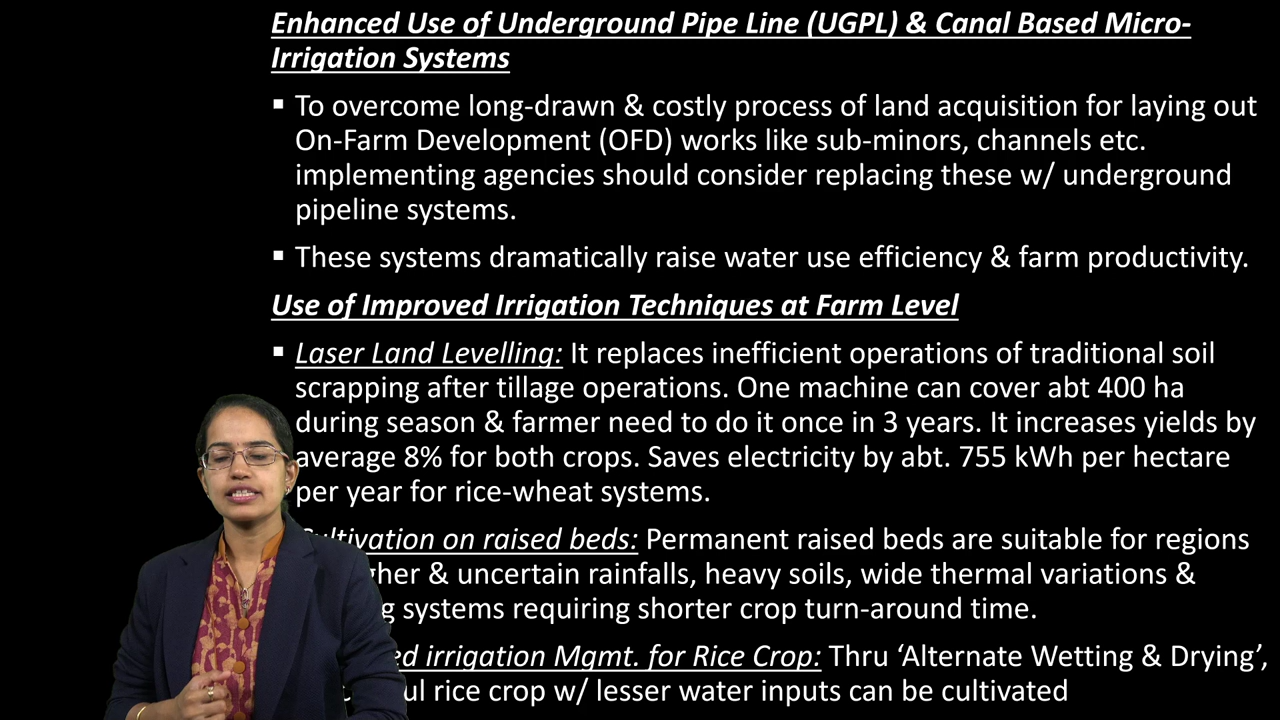 Enhanced Use of Underground Pipe Line (UGPL) & Canal Based Micro-
Irrigation Systems
▪ To overcome long-drawn & costly process of land acquisition for laying out
On-Farm Development (OFD) works like sub-minors, channels etc.
implementing agencies should consider replacing these w/ underground
pipeline systems.
▪ These systems dramatically raise water use efficiency & farm productivity.
Use of Improved Irrigation Techniques at Farm Level
▪ Laser Land Levelling: It replaces inefficient operations of traditional soil
scrapping after tillage operations. One machine can cover abt 400 ha
during season & farmer need to do it once in 3 years. It increases yields by
average 8% for both crops. Saves electricity by abt. 755 kWh per hectare
per year for rice-wheat systems.
on raised beds: Permanent raised beds are suitable for regions
& uncertain rainfalls, heavy soils, wide thermal variations &
systems requiring shorter crop turn-around time.
irrigation Mgmt. for Rice Crop: Thru ‘Alternate Wetting & Drying’,
rice crop w/ lesser water inputs can be cultivated